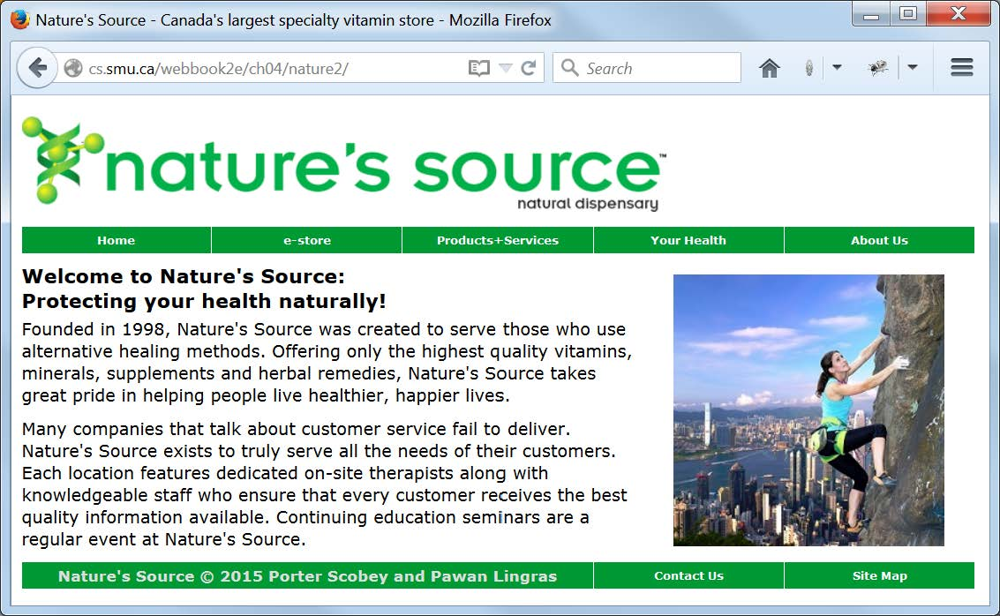 Nature's Source - Canada's largest specialty vitamin store - Mozilla Firefox
cs.smu.ca/webbook2e/ch04/nature2/ Search
nature's source™
natural dispensary
Home e-store Products+Services Your Health About Us
Welcome to Nature's Source:
Protecting your health naturally!
Founded in 1998, Nature's Source was created to serve those who use
alternative healing methods. Offering only the highest quality vitamins,
minerals, supplements and herbal remedies, Nature's Source takes
great pride in helping people live healthier, happier lives.
Many companies that talk about customer service fail to deliver.
Nature's Source exists to truly serve all the needs of their customers.
Each location features dedicated on-site therapists along with
knowledgeable staff who ensure that every customer receives the best
quality information available. Continuing education seminars are a
regular event at Nature's Source.
Nature's Source © 2015 Porter Scobey and Pawan Lingras Contact Us Site Map